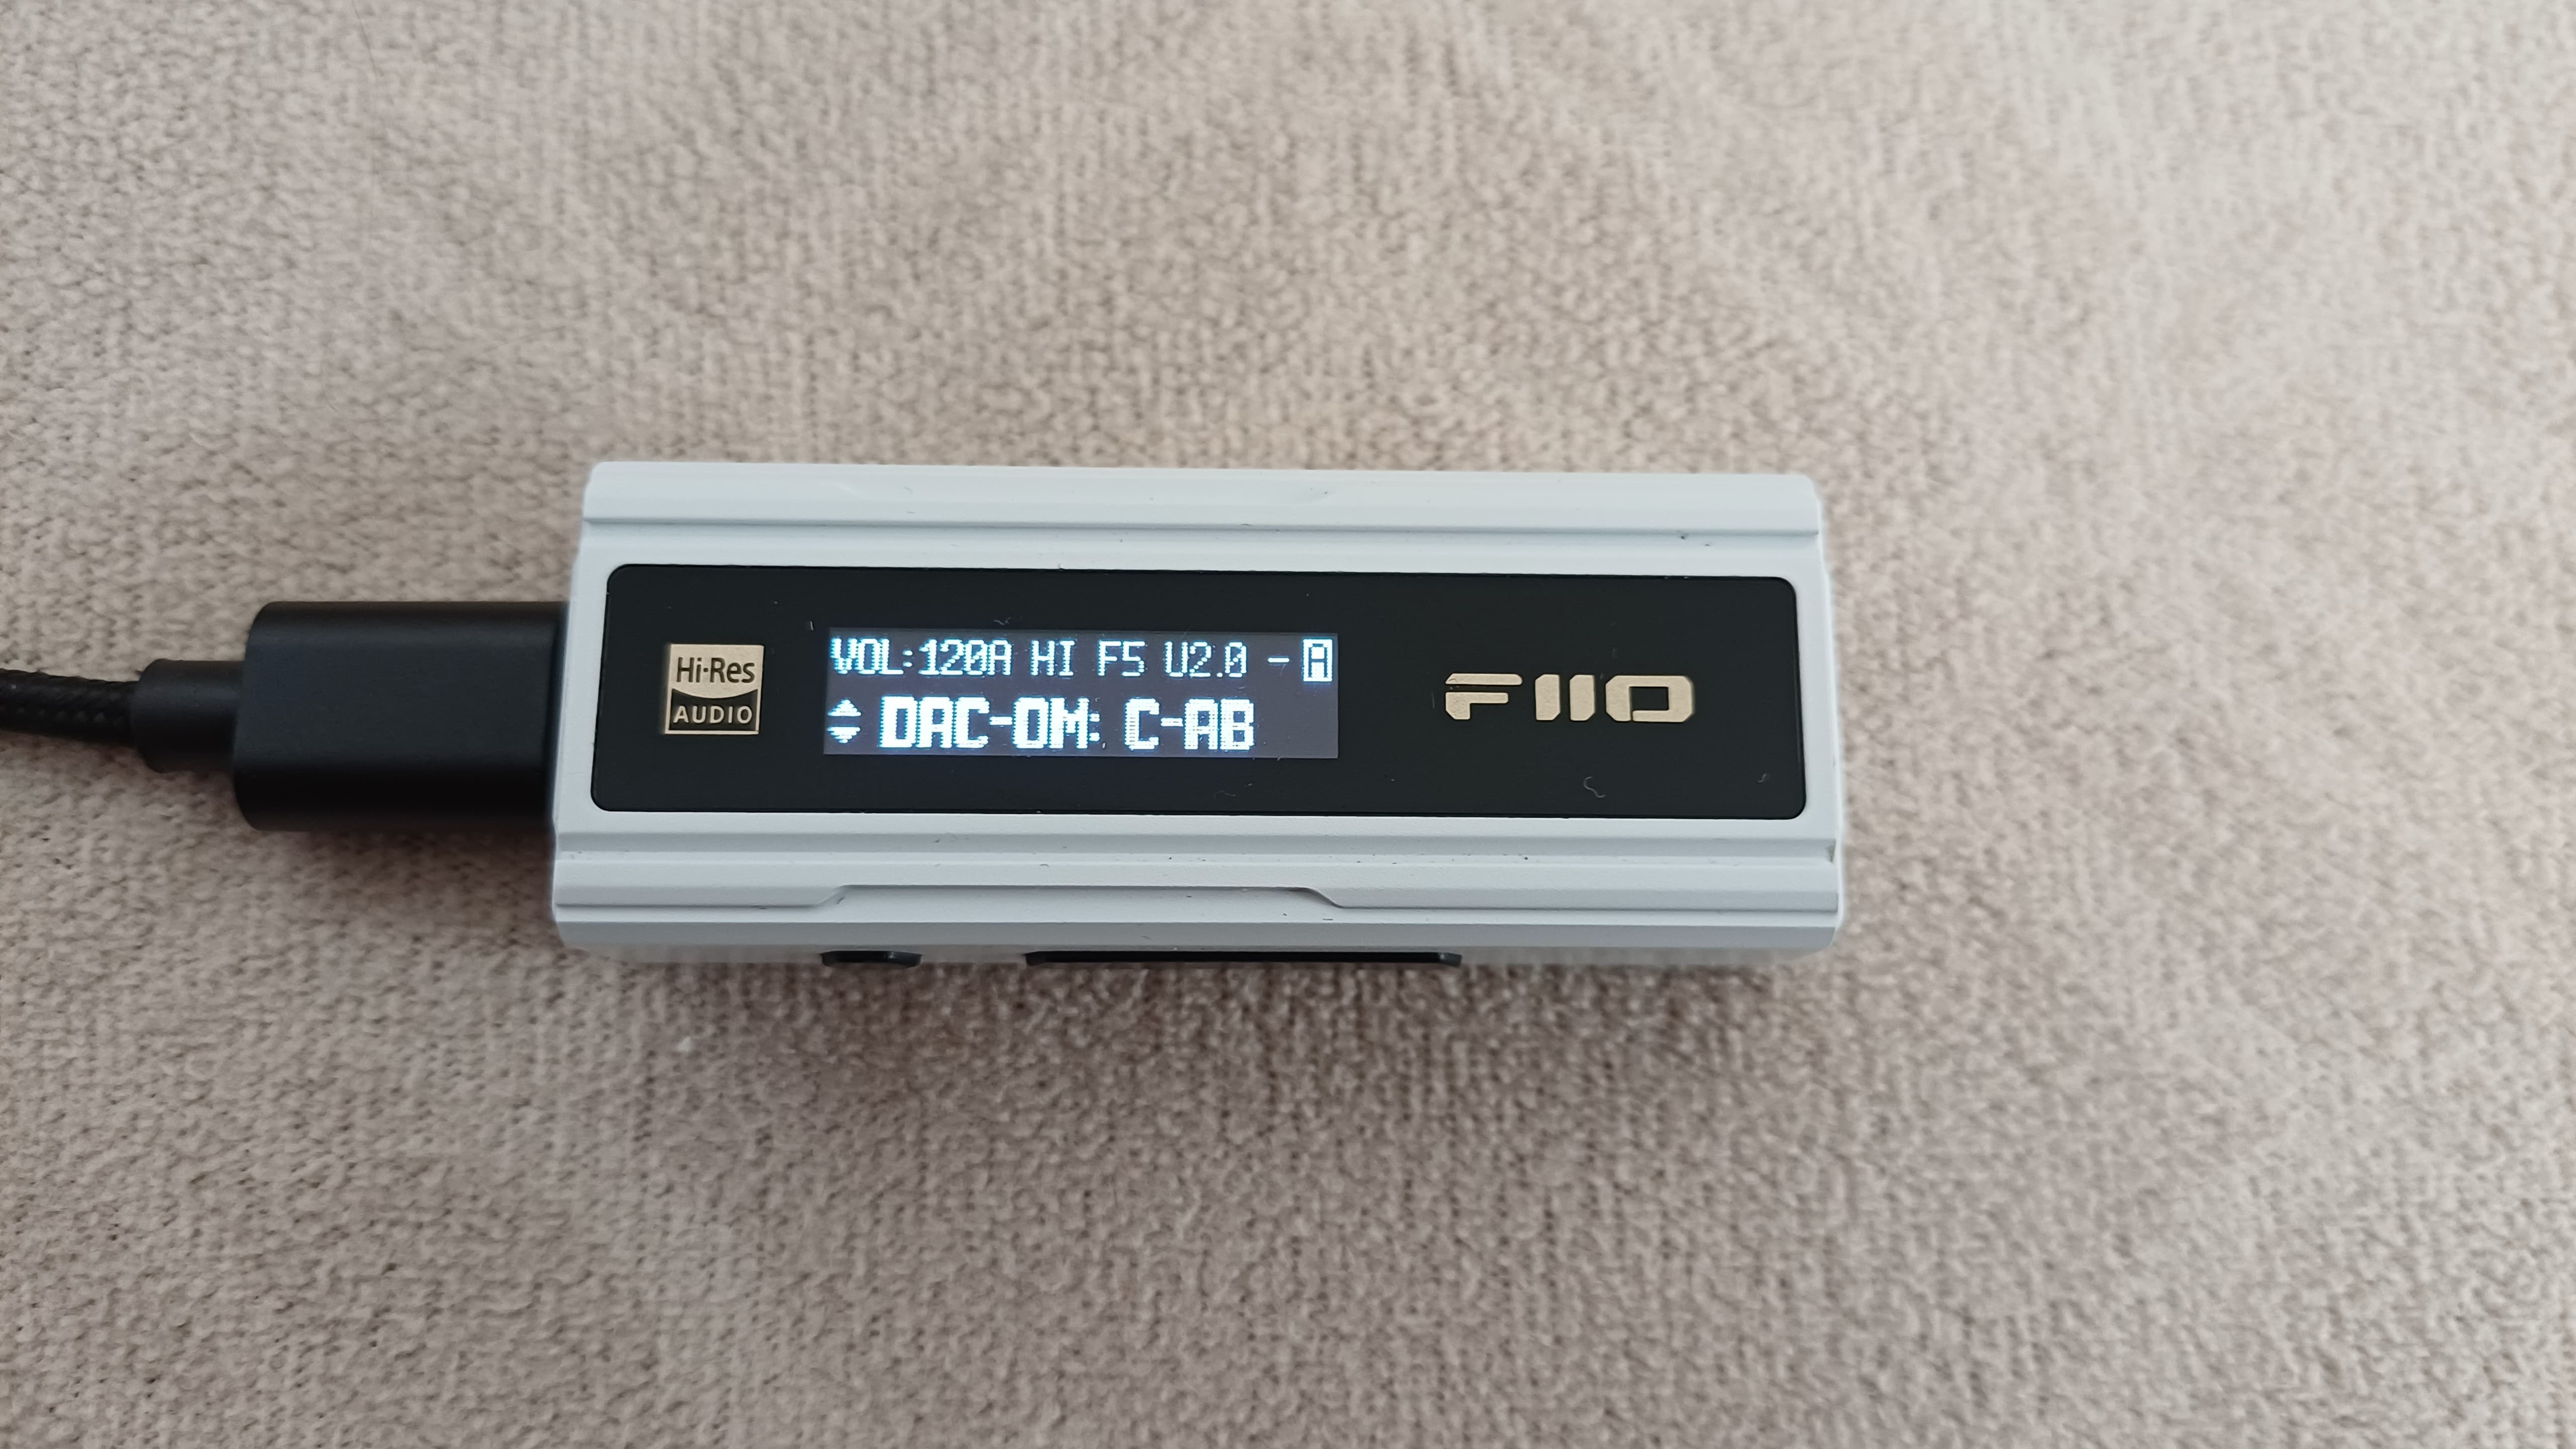 Hi-Res
AUDIO
VOL:120A HI F5 U2.0 - A
DAC-OM: C-AB
FIIO